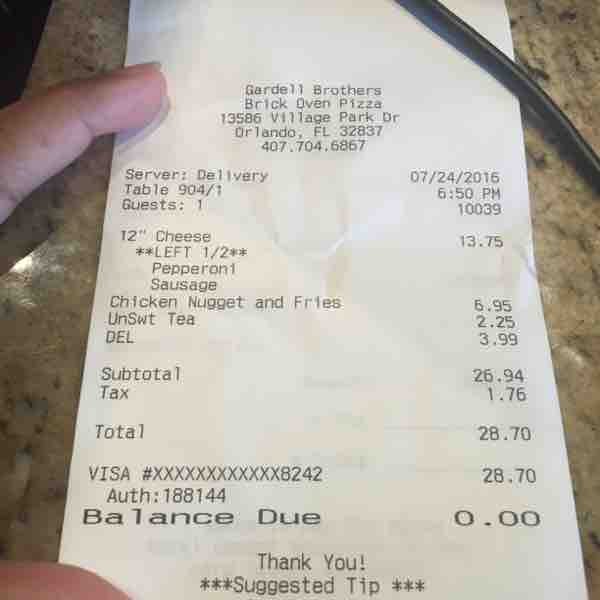 Gardell Brothers
Brick Oven Pizza
13586 Village Park Dr
Orlando, FL 32837
407.704.6867
Server: Delivery 07/24/2016
Table 904/1 6:50 PM
Guests: 1 10039
12" Cheese 13.75
**LEFT 1/2**
Pepperoni
Sausage
Chicken Nugget and Fries 6.95
UnSwt Tea 2.25
DEL 3.99
Subtotal 26.94
Tax 1.76
Total 28.70
VISA #XXXXXXXXXXXX8242 28.70
Auth:188144
Balance Due 0.00
Thank You!
***Suggested Tip ***